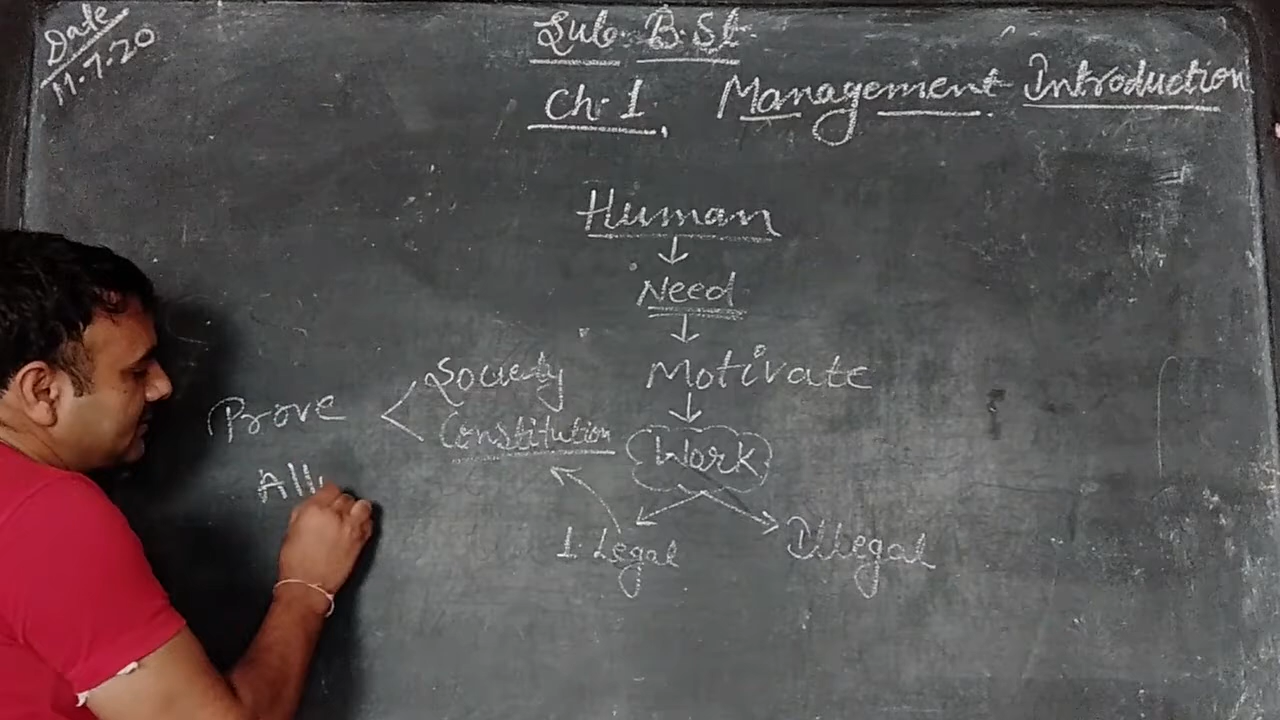 Date
11.7.20
Sub. B.St.
Ch. 1. Management Introduction
Human
Need
Motivate
Society
Prove
Constitution
Work
All
1. Legal
Illegal